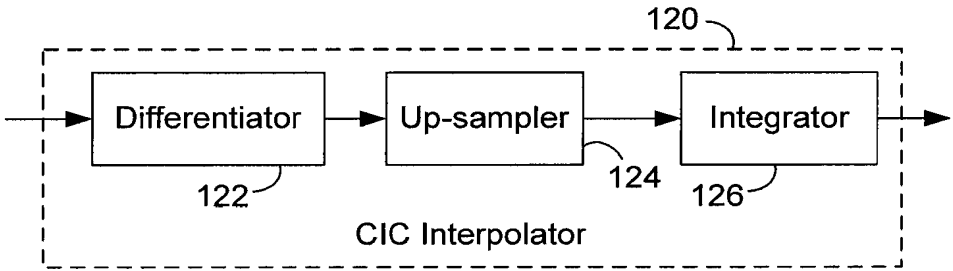 120
Differentiator
Up-sampler
Integrator
122
124
126
CIC Interpolator